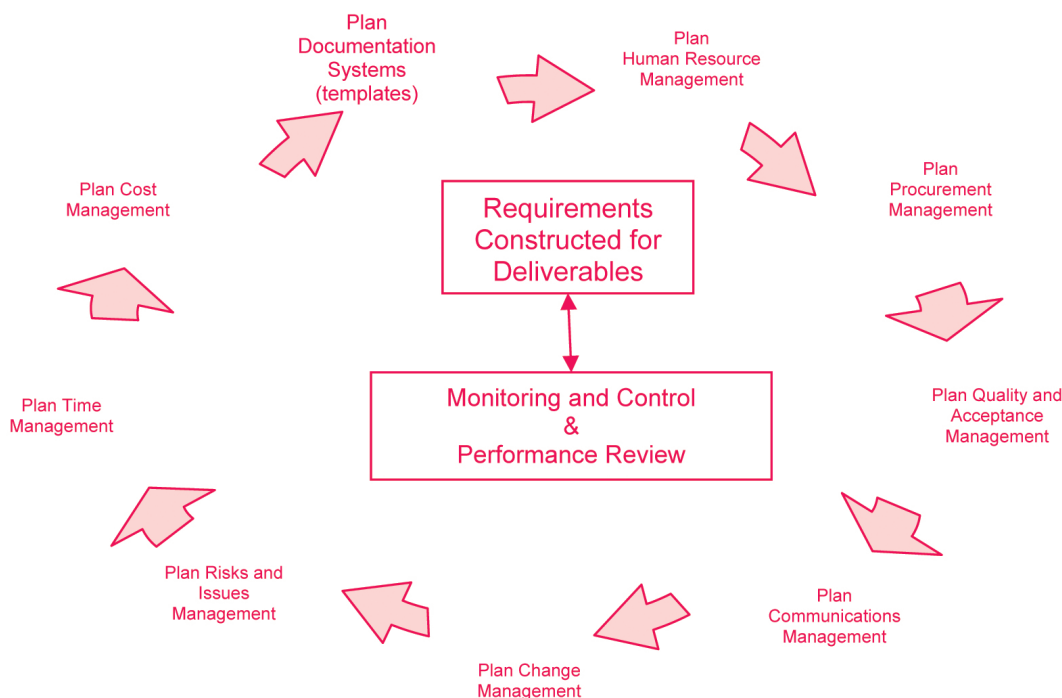 Plan
Documentation
Systems
(templates)
Plan
Human Resource
Management
Plan
Procurement
Management
Plan Quality and
Acceptance
Management
Plan
Communications
Management
Plan Change
Management
Plan Risks and
Issues
Management
Plan Time
Management
Plan Cost
Management
Requirements
Constructed for
Deliverables
Monitoring and Control
&
Performance Review